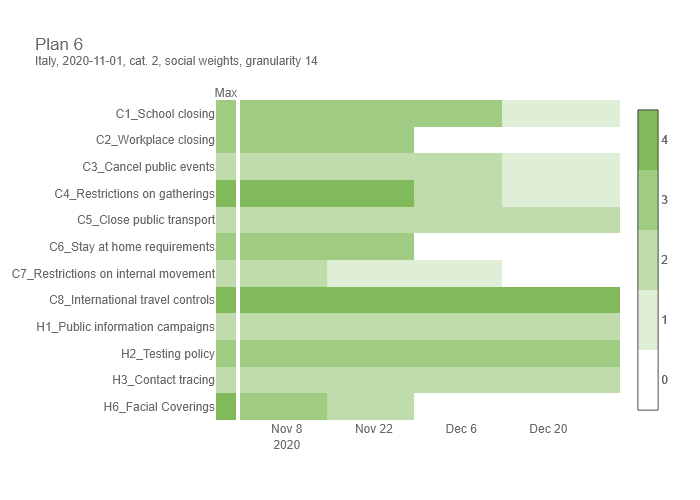 Plan 6
Italy, 2020-11-01, cat. 2, social weights, granularity 14
Max
C1_School closing
C2_Workplace closing
C3_Cancel public events
C4_Restrictions on gatherings
C5_Close public transport
C6_Stay at home requirements
C7_Restrictions on internal movement
C8_International travel controls
H1_Public information campaigns
H2_Testing policy
H3_Contact tracing
H6_Facial Coverings
Nov 8 Nov 22 Dec 6 Dec 20
2020
4
3
2
1
0